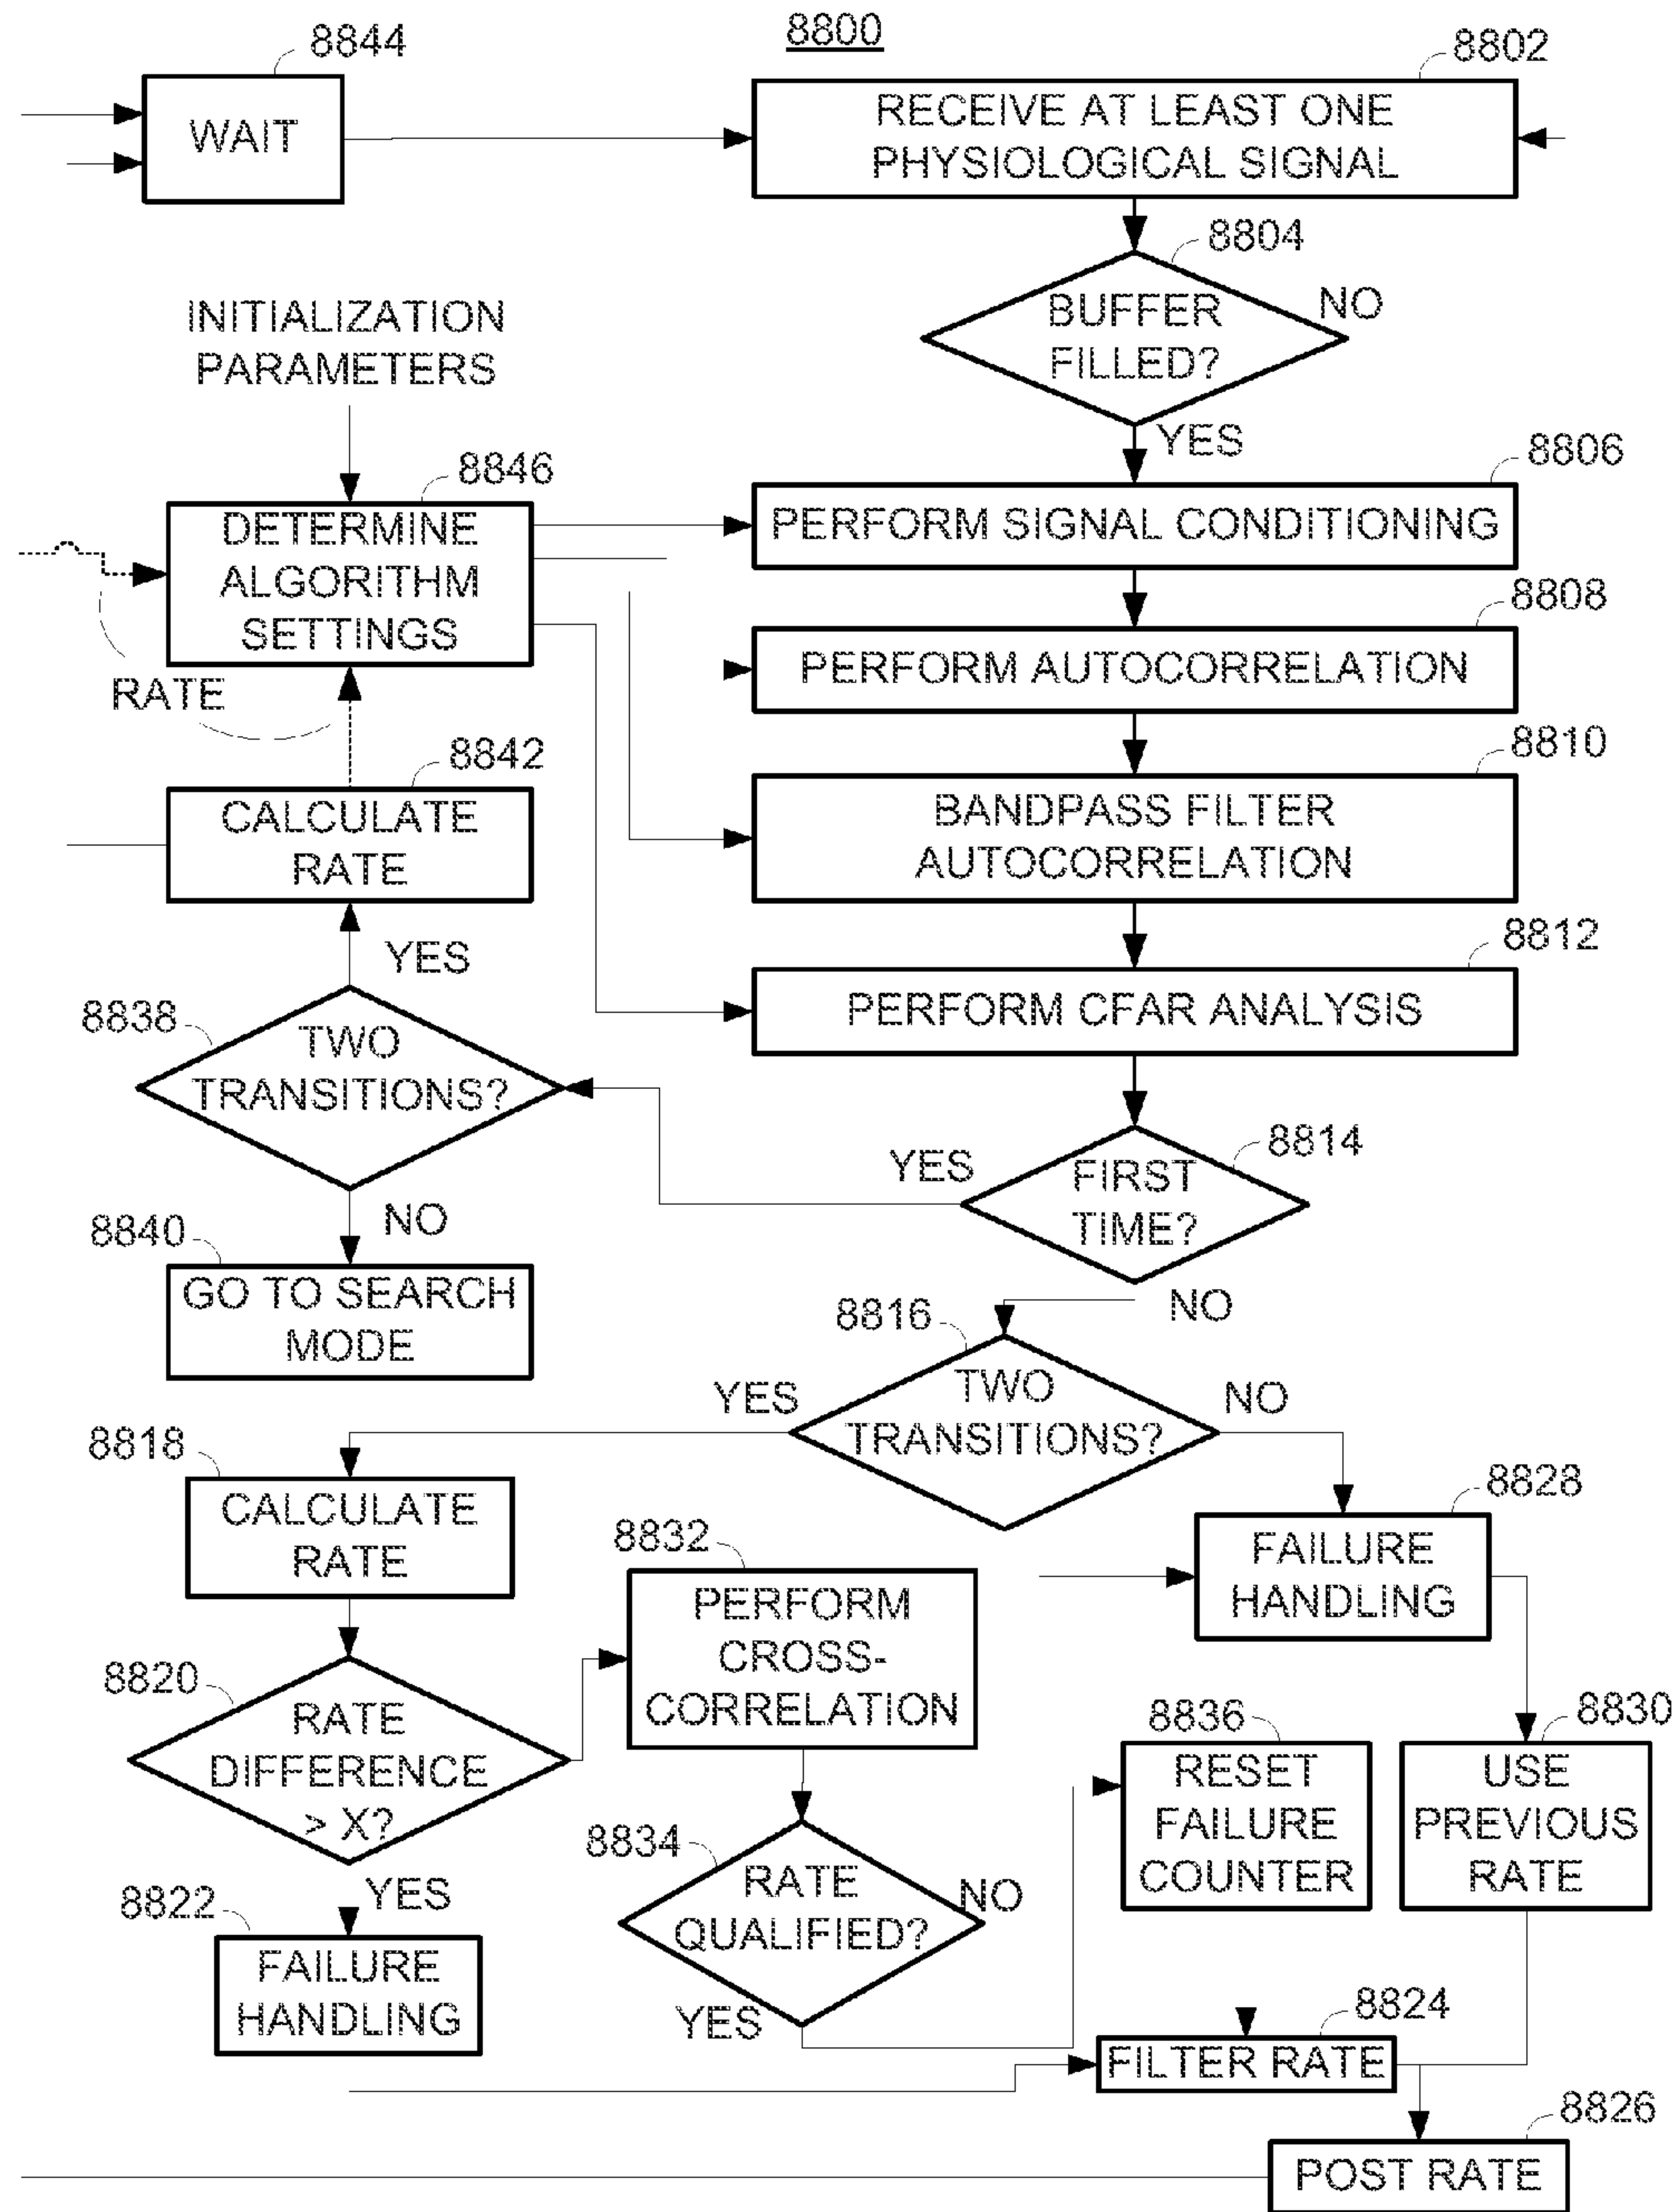 8800
8844
WAIT
8802
RECEIVE AT LEAST ONE
PHYSIOLOGICAL SIGNAL
8804
BUFFER
FILLED?
NO
YES
INITIALIZATION
PARAMETERS
8846
DETERMINE
ALGORITHM
SETTINGS
8806
PERFORM SIGNAL CONDITIONING
8808
PERFORM AUTOCORRELATION
RATE
8842
CALCULATE
RATE
8810
BANDPASS FILTER
AUTOCORRELATION
YES
8812
PERFORM CFAR ANALYSIS
8838
TWO
TRANSITIONS?
8814
FIRST
TIME?
YES
NO
NO
8840
GO TO SEARCH
MODE
8816
TWO
TRANSITIONS?
YES
NO
8818
CALCULATE
RATE
8828
FAILURE
HANDLING
8832
PERFORM
CROSS-
CORRELATION
8820
RATE
DIFFERENCE
> X?
YES
8836
RESET
FAILURE
COUNTER
8830
USE
PREVIOUS
RATE
8834
RATE
QUALIFIED?
NO
YES
8822
FAILURE
HANDLING
8824
FILTER RATE
8826
POST RATE